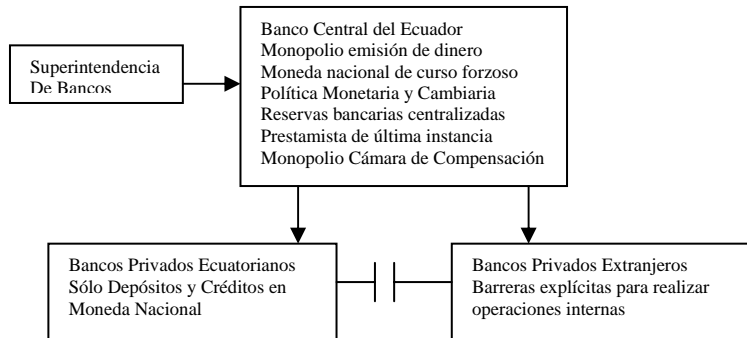 Banco Central del Ecuador
Monopolio emisión de dinero
Moneda nacional de curso forzoso
Política Monetaria y Cambiaria
Reservas bancarias centralizadas
Prestamista de última instancia
Monopolio Cámara de Compensación
Superintendencia
De Bancos
Bancos Privados Ecuatorianos
Sólo Depósitos y Créditos en
Moneda Nacional
Bancos Privados Extranjeros
Barreras explícitas para realizar
operaciones internas